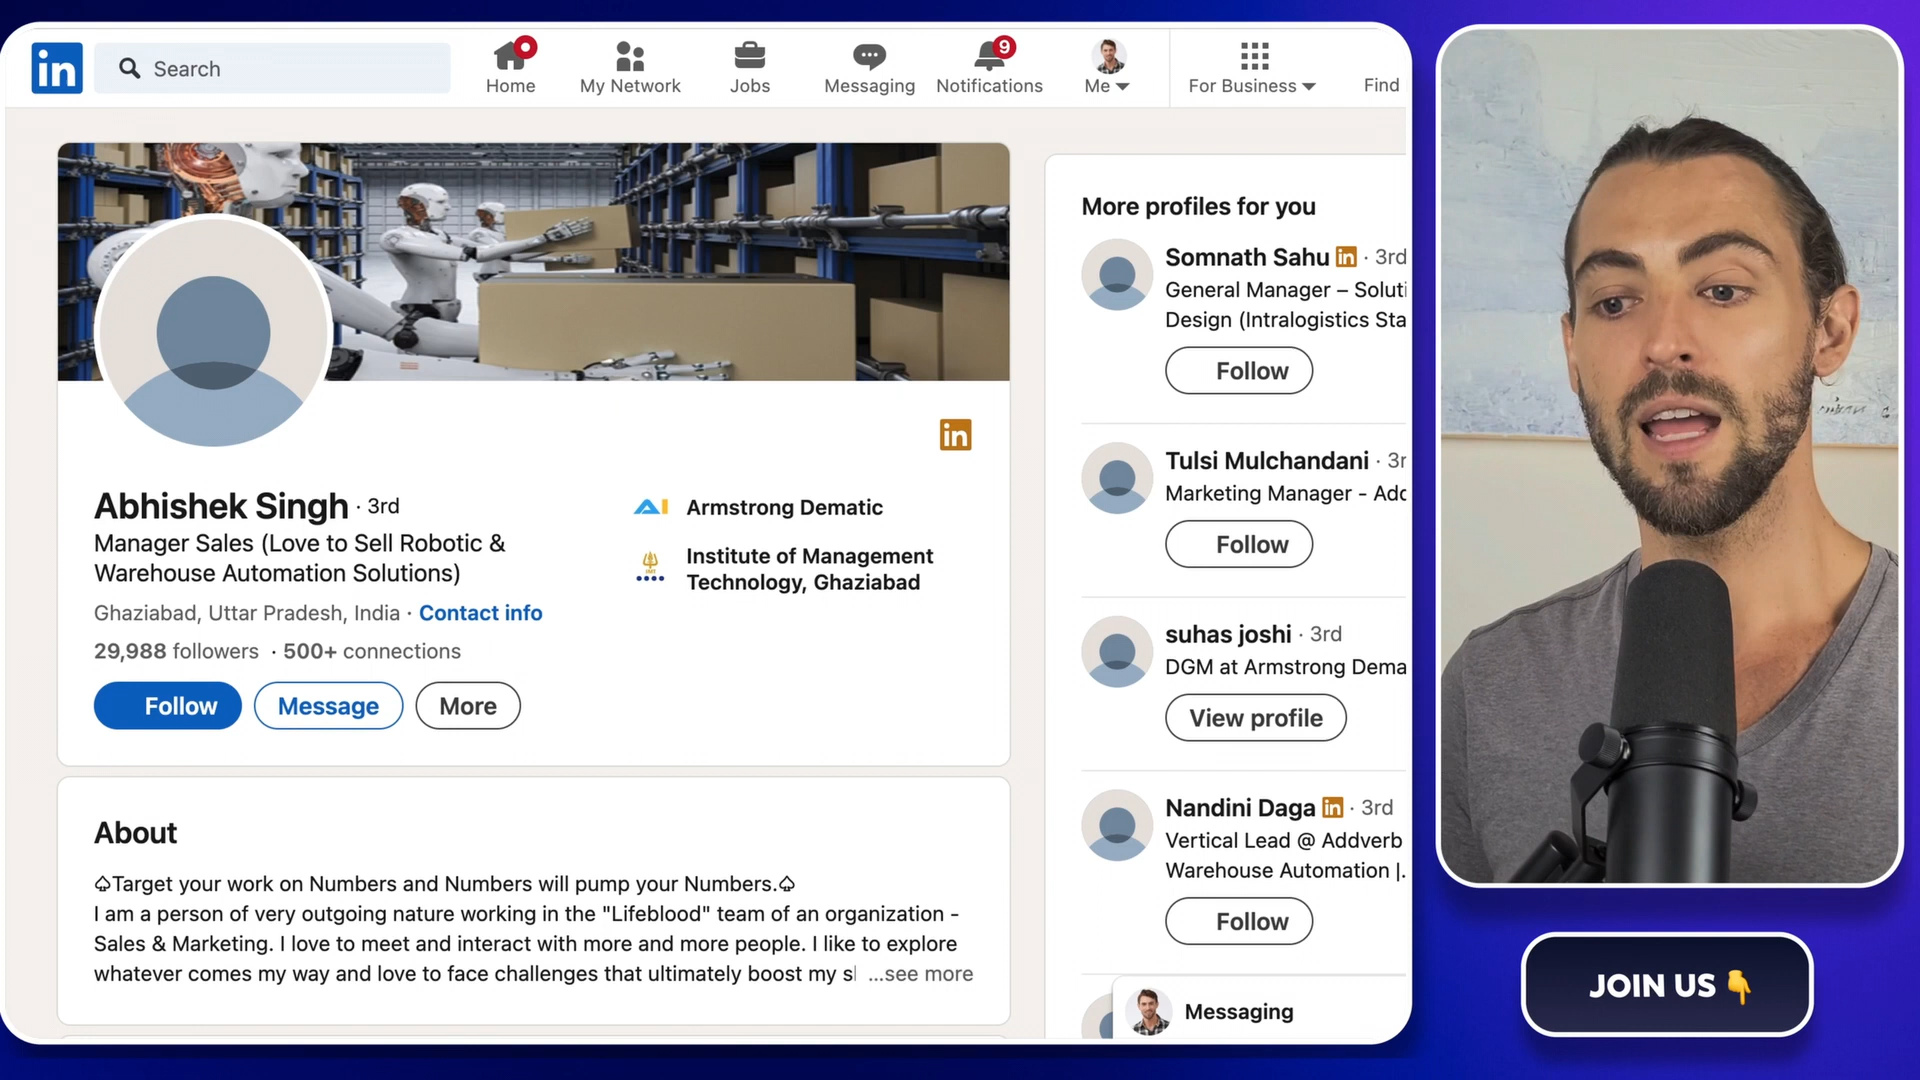 in
Search
Home
My Network
Jobs
Messaging
9
Notifications
Me
For Business
Find
in
Abhishek Singh · 3rd
Manager Sales (Love to Sell Robotic &
Warehouse Automation Solutions)
Ghaziabad, Uttar Pradesh, India · Contact info
29,988 followers · 500+ connections
Follow
Message
More
Armstrong Dematic
Institute of Management
Technology, Ghaziabad
About
♤Target your work on Numbers and Numbers will pump your Numbers.♤
I am a person of very outgoing nature working in the "Lifeblood" team of an organization -
Sales & Marketing. I love to meet and interact with more and more people. I like to explore
whatever comes my way and love to face challenges that ultimately boost my sl ...see more
More profiles for you
Somnath Sahu in · 3rd
General Manager – Soluti
Design (Intralogistics Sta
Follow
Tulsi Mulchandani · 3r
Marketing Manager - Adc
Follow
suhas joshi · 3rd
DGM at Armstrong Dema
View profile
Nandini Daga in · 3rd
Vertical Lead @ Addverb
Warehouse Automation |.
Follow
Messaging
JOIN US 👇